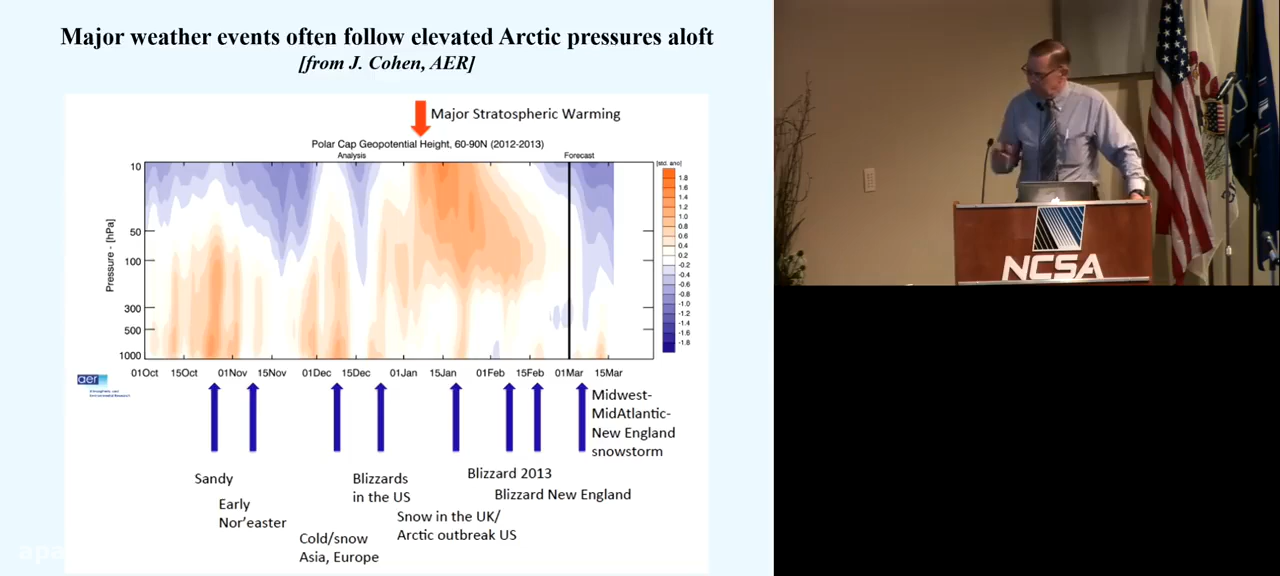 Major weather events often follow elevated Arctic pressures aloft
[from J. Cohen, AER]
Major Stratospheric Warming
Polar Cap Geopotential Height, 60-90N (2012-2013)
Analysis
Forecast
[std. ano]
10
50
100
300
500
1000
Pressure - [hPa]
1.8
1.6
1.4
1.2
1.0
0.8
0.6
0.4
0.2
-0.2
-0.4
-0.6
-0.8
-1.0
-1.2
-1.4
-1.6
-1.8
01Oct 15Oct 01Nov 15Nov 01Dec 15Dec 01Jan 15Jan 01Feb 15Feb 01Mar 15Mar
aer
Atmospheric and
Environmental Research
Midwest-
MidAtlantic-
New England
snowstorm
Sandy
Early
Nor'easter
Cold/snow
Asia, Europe
Blizzards
in the US
Snow in the UK/
Arctic outbreak US
Blizzard 2013
Blizzard New England
NCSA